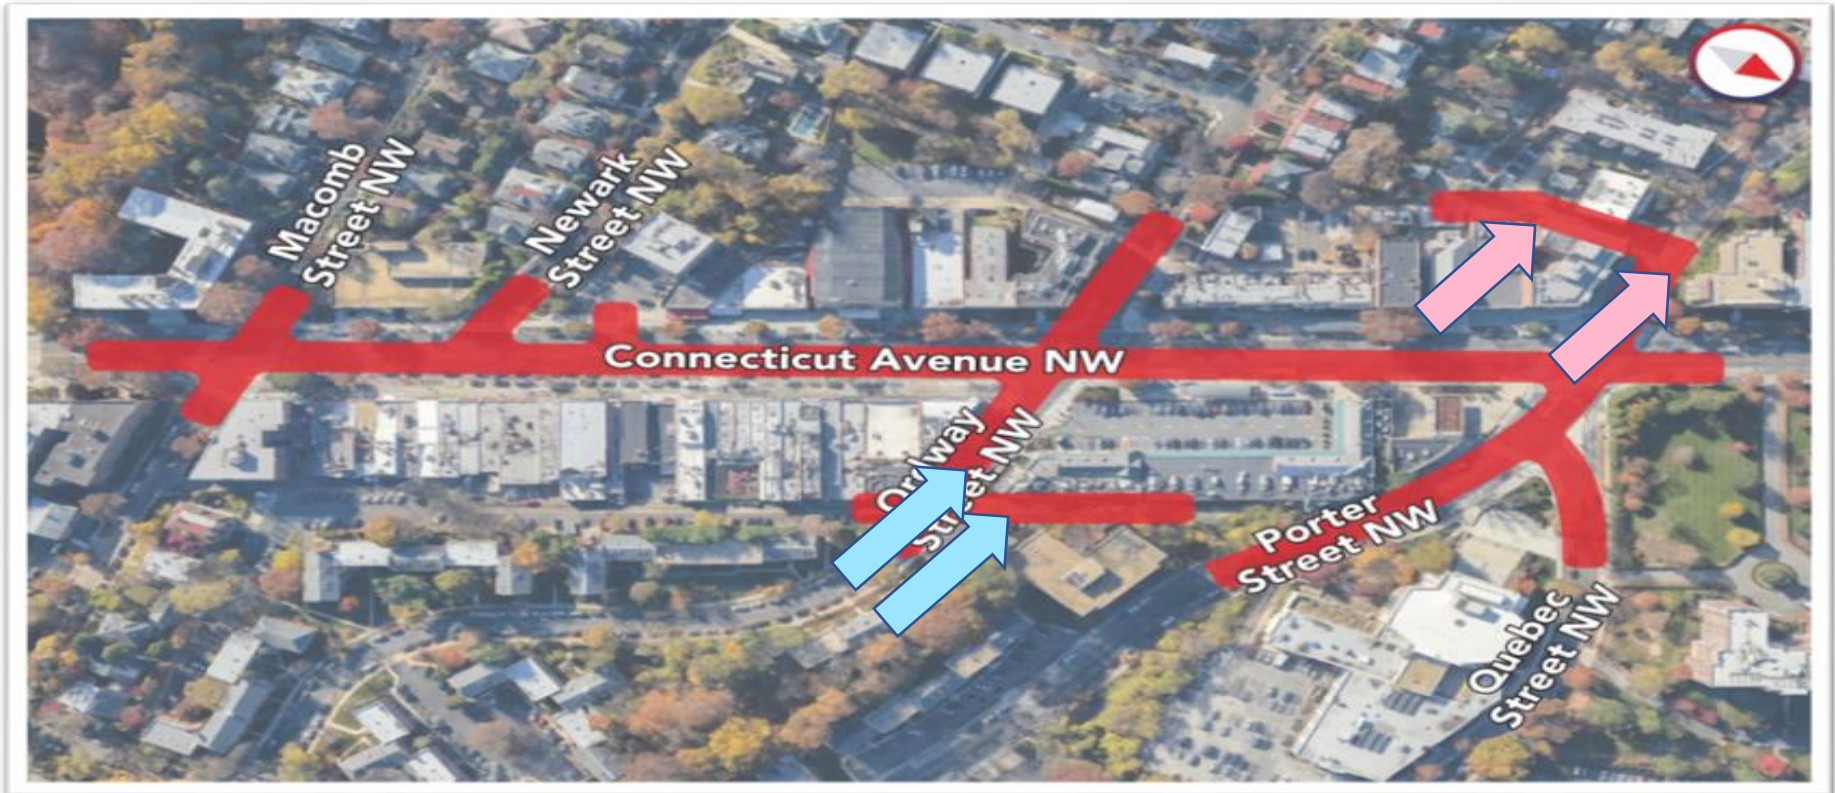 Macomb
Street NW
Newark
Street NW
Connecticut Avenue NW
Ordway
Street NW
Porter
Street NW
Quebec
Street NW